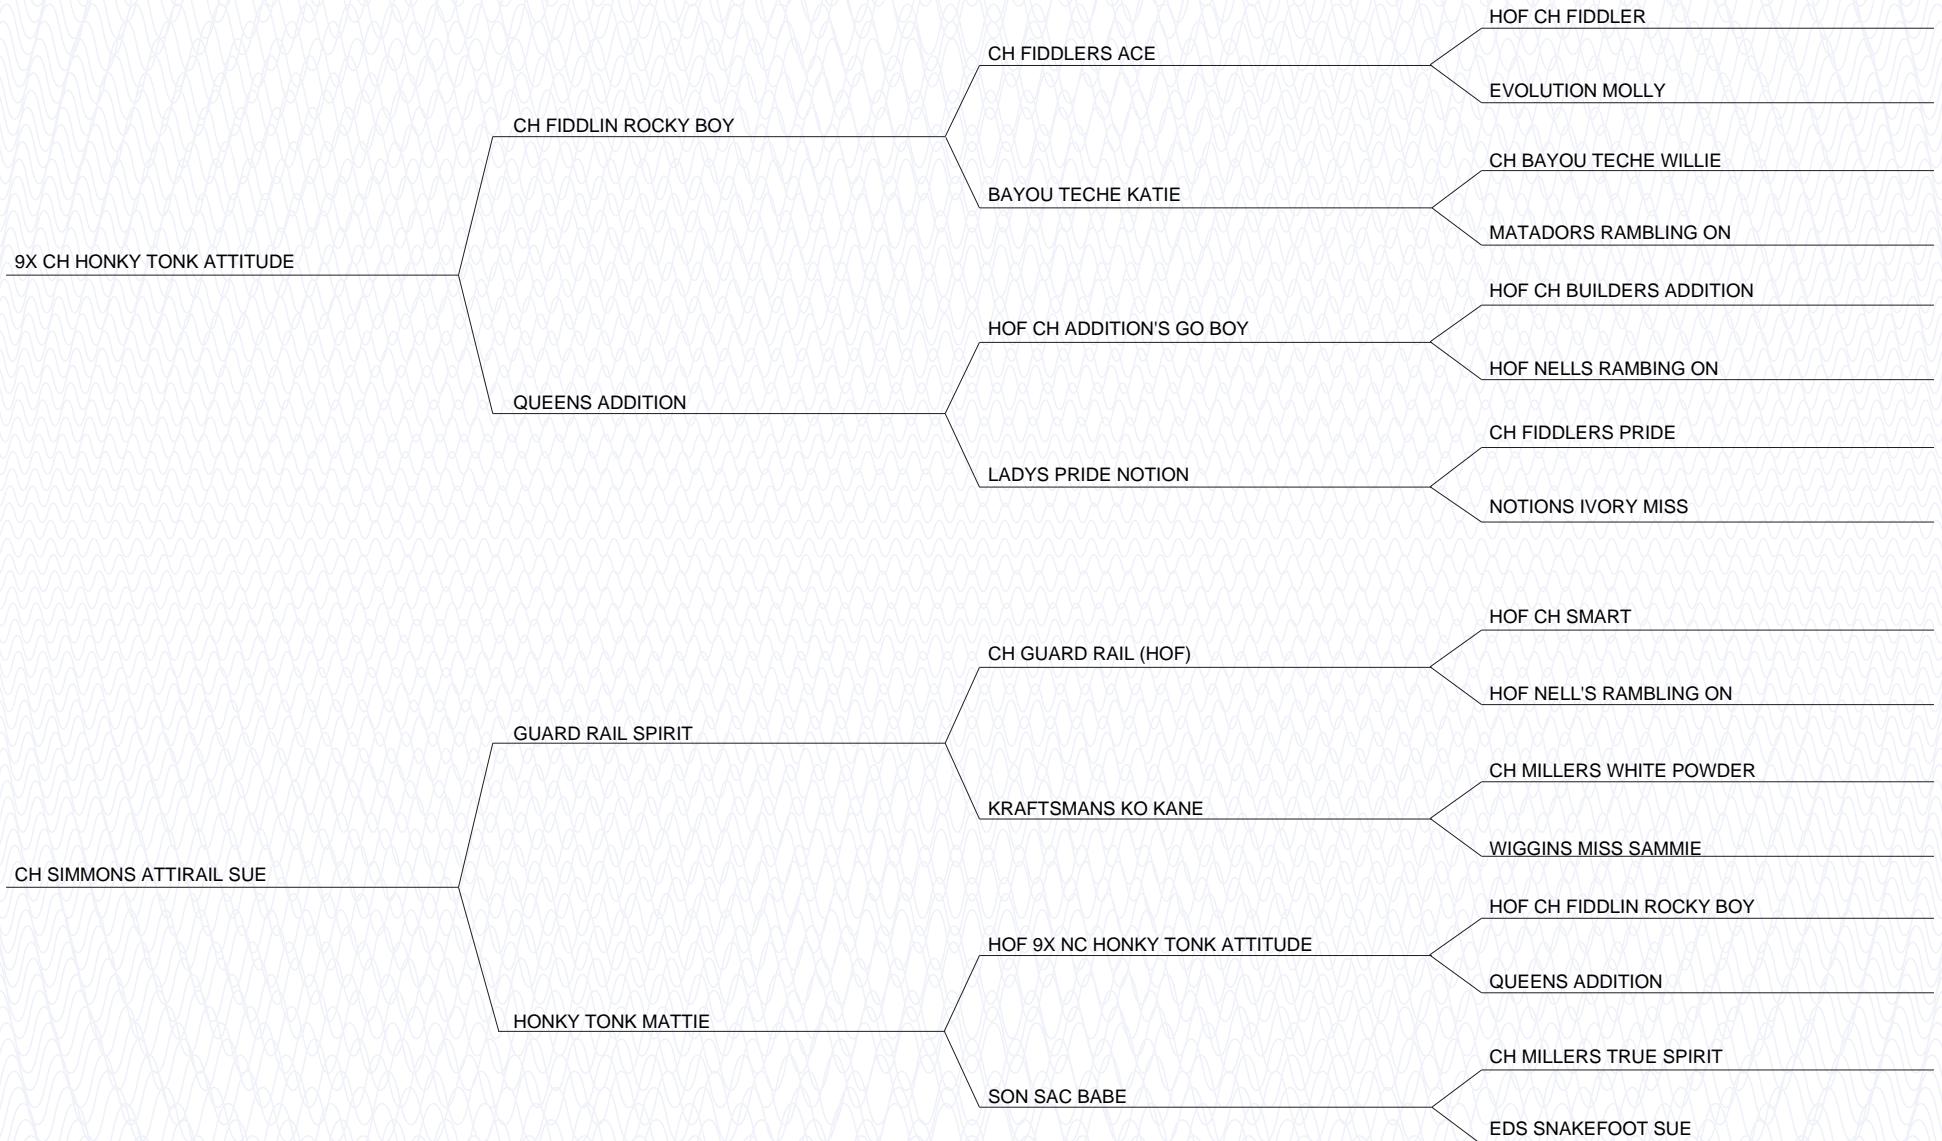 HOF CH FIDDLER
CH FIDDLERS ACE
EVOLUTION MOLLY
CH FIDDLIN ROCKY BOY
CH BAYOU TECHE WILLIE
BAYOU TECHE KATIE
MATADORS RAMBLING ON
9X CH HONKY TONK ATTITUDE
HOF CH BUILDERS ADDITION
HOF CH ADDITION'S GO BOY
HOF NELLS RAMBING ON
QUEENS ADDITION
CH FIDDLERS PRIDE
LADYS PRIDE NOTION
NOTIONS IVORY MISS
HOF CH SMART
CH GUARD RAIL (HOF)
HOF NELL'S RAMBLING ON
GUARD RAIL SPIRIT
CH MILLERS WHITE POWDER
KRAFTSMANS KO KANE
WIGGINS MISS SAMMIE
CH SIMMONS ATTIRAIL SUE
HOF CH FIDDLIN ROCKY BOY
HOF 9X NC HONKY TONK ATTITUDE
QUEENS ADDITION
HONKY TONK MATTIE
CH MILLERS TRUE SPIRIT
SON SAC BABE
EDS SNAKEFOOT SUE